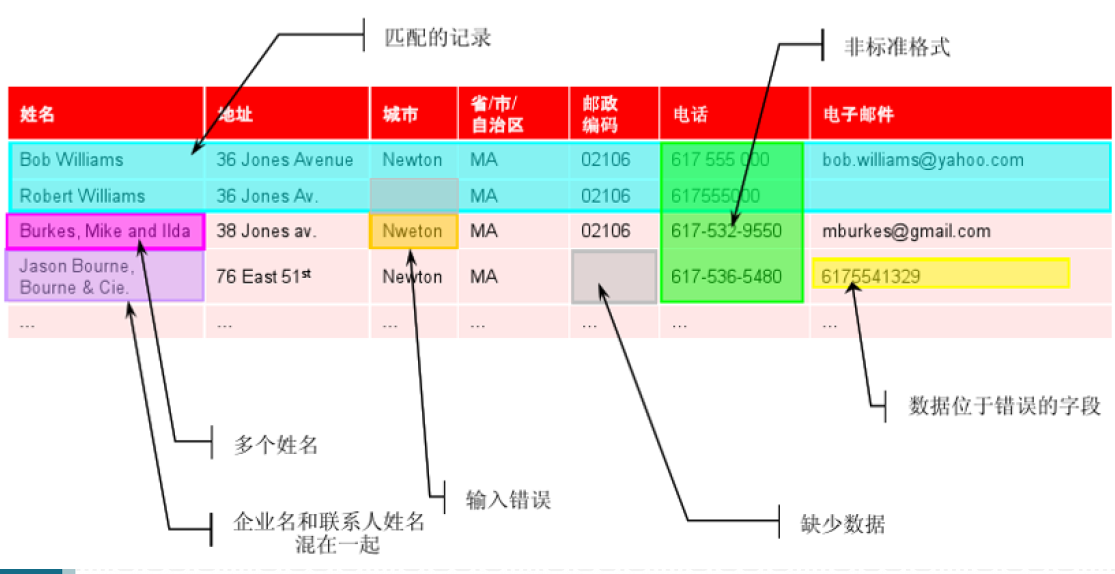 匹配的记录
非标准格式
姓名 地址 城市 省/市/自治区 邮政编码 电话 电子邮件
Bob Williams 36 Jones Avenue Newton MA 02106 617 555 000 bob.williams@yahoo.com
Robert Williams 36 Jones Av. MA 02106 617555000
Burkes, Mike and Ilda 38 Jones av. Nweton MA 02106 617-532-9550 mburkes@gmail.com
Jason Bourne,
Bourne & Cie. 76 East 51st Newton MA 617-536-5480 6175541329
... ... ... ... ... ... ...
数据位于错误的字段
多个姓名
输入错误
企业名和联系人姓名
混在一起
缺少数据